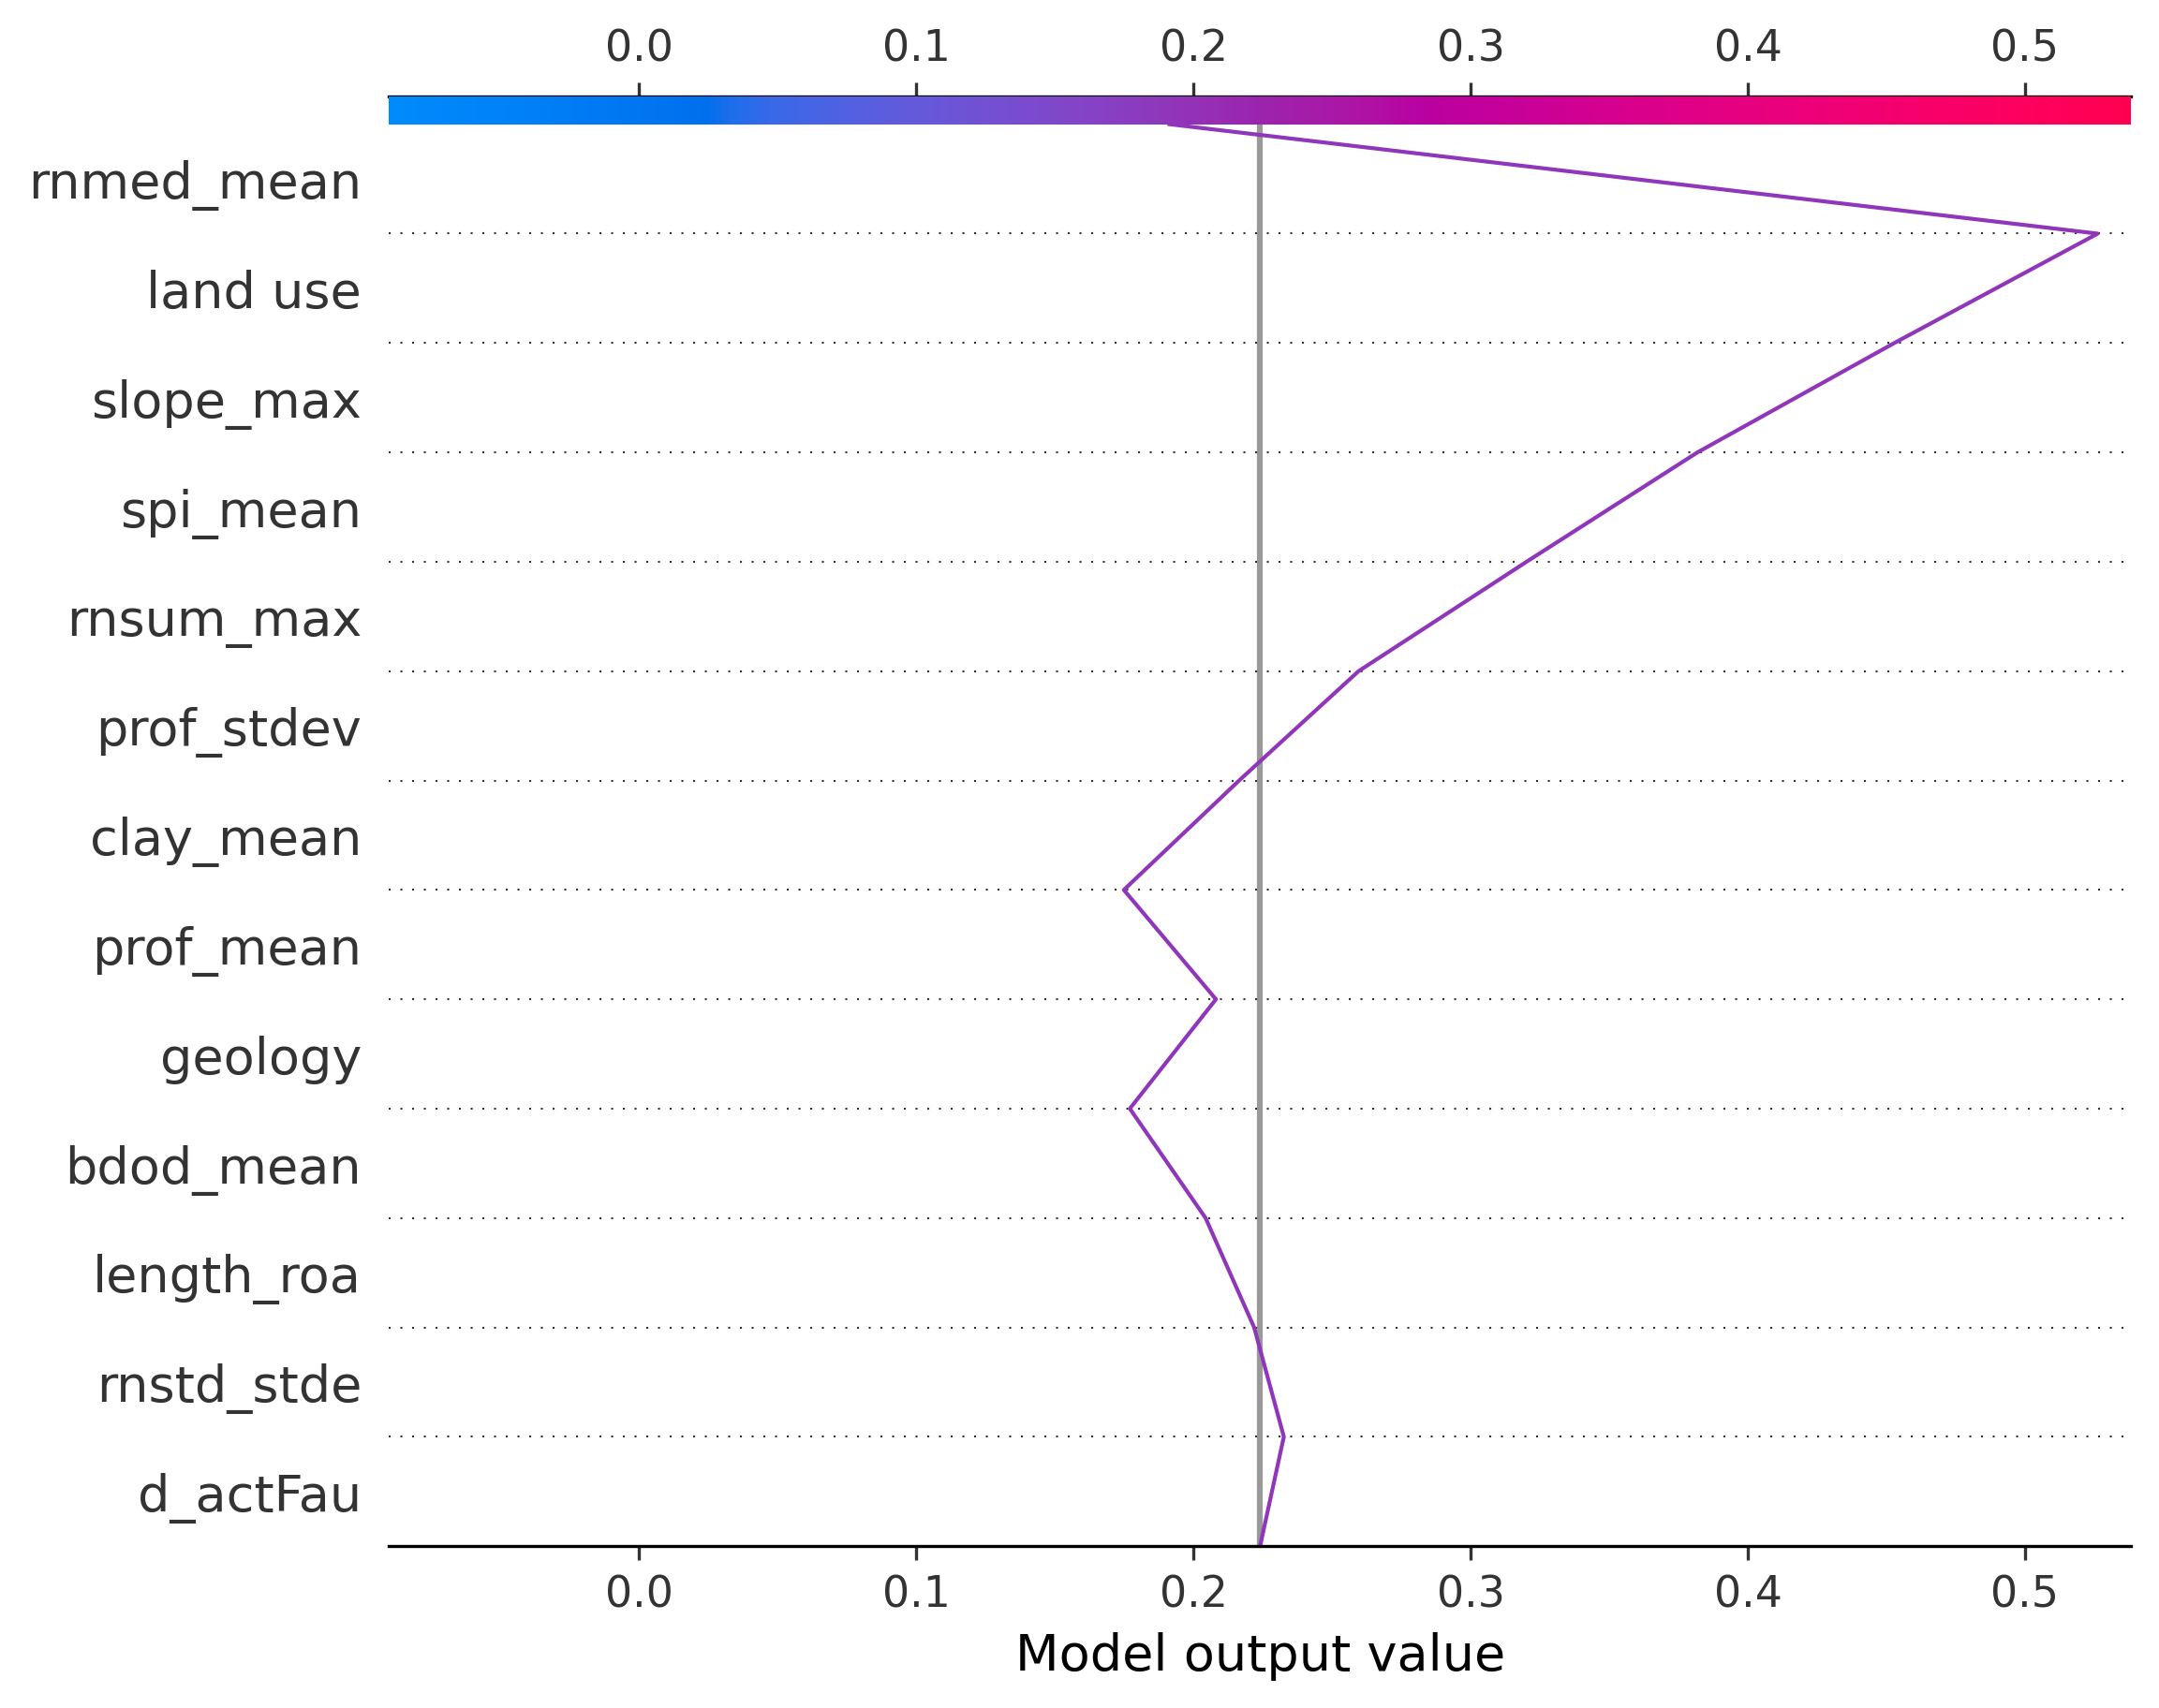 0.0 0.1 0.2 0.3 0.4 0.5
rnmed_mean
land use
slope_max
spi_mean
rnsum_max
prof_stdev
clay_mean
prof_mean
geology
bdod_mean
length_roa
rnstd_stde
d_actFau
0.0 0.1 0.2 0.3 0.4 0.5
Model output value